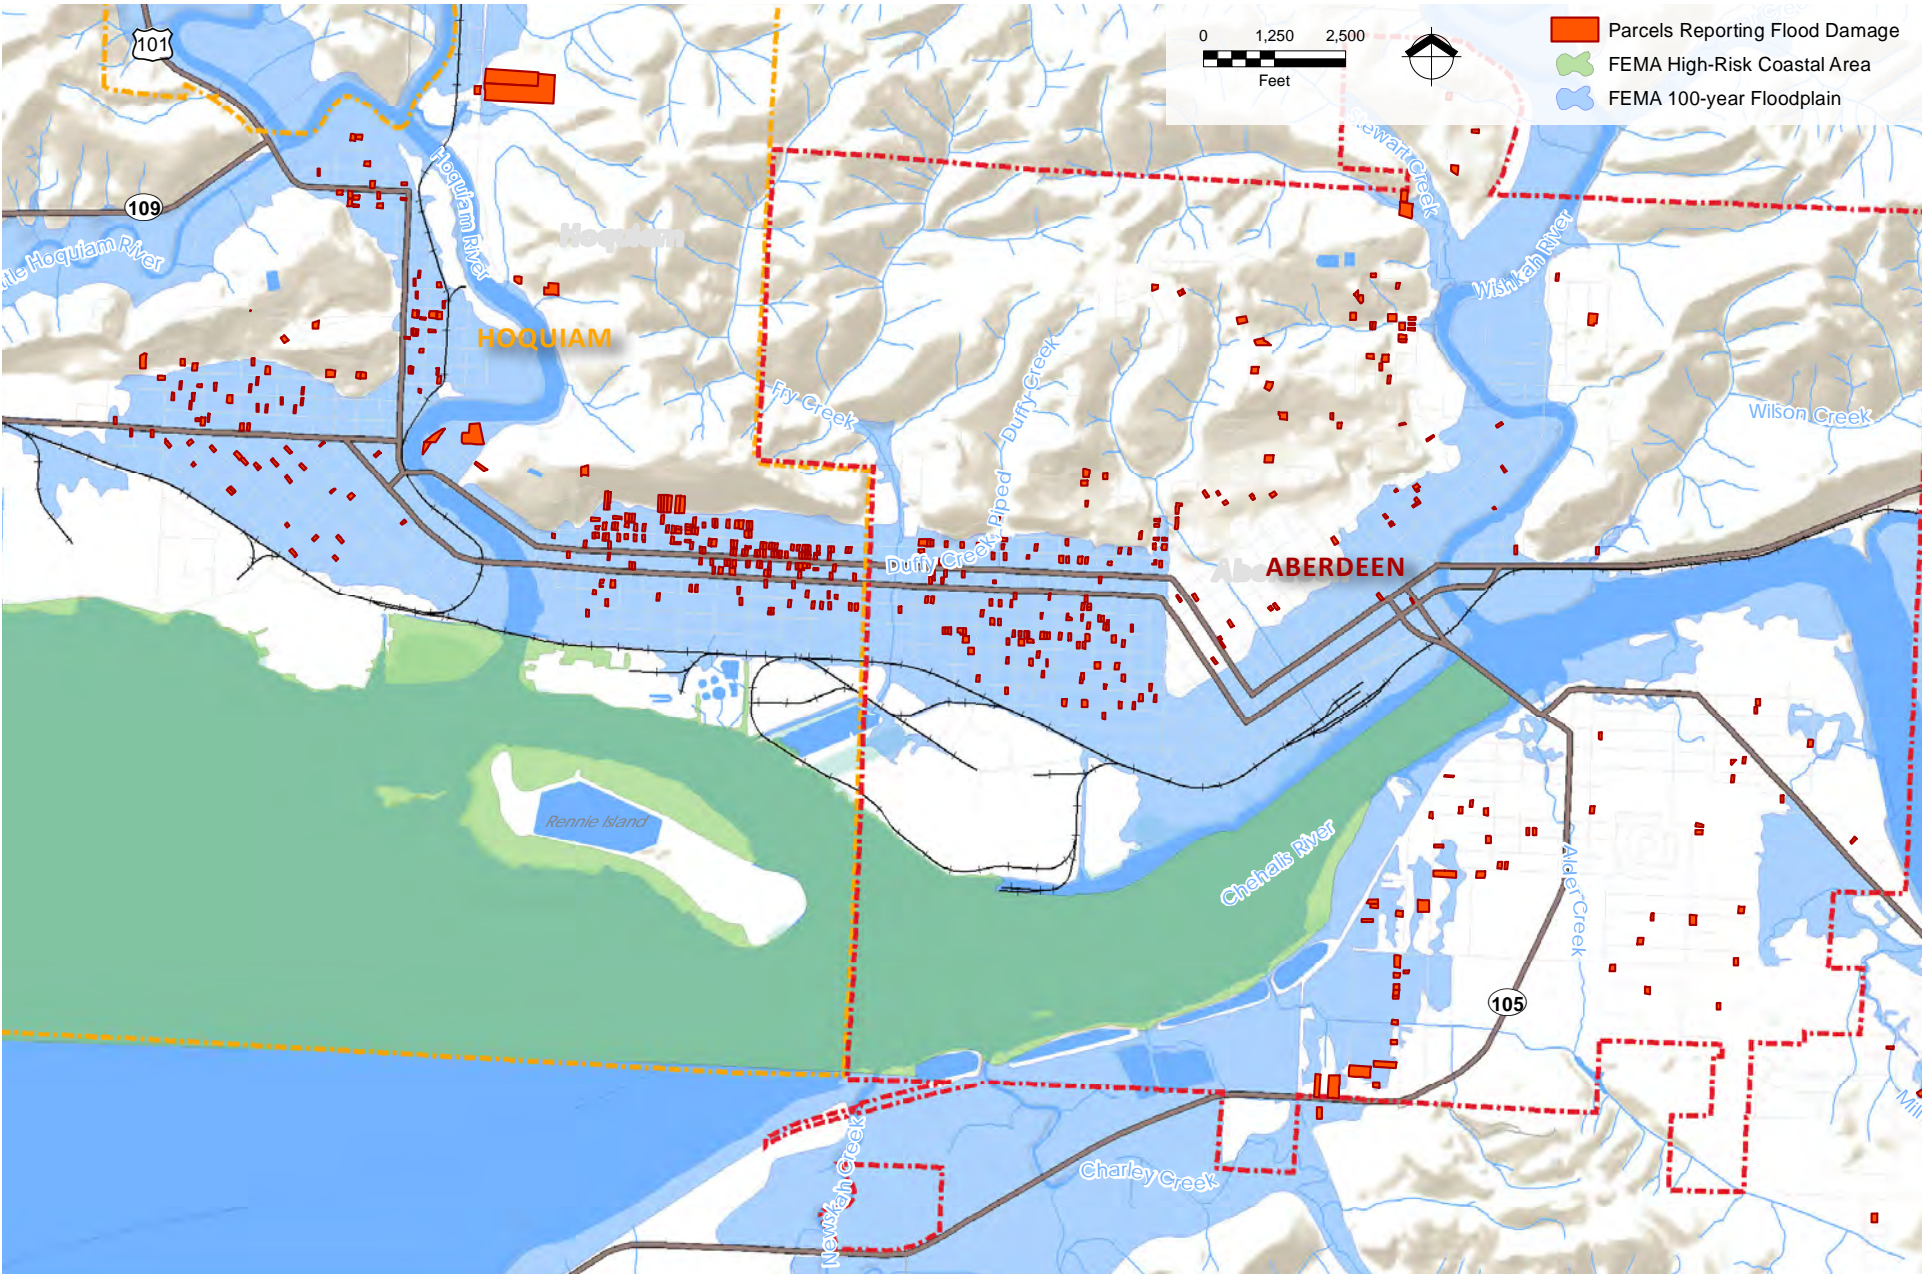 101
0 1,250 2,500
Feet
Parcels Reporting Flood Damage
FEMA High-Risk Coastal Area
FEMA 100-year Floodplain
Stewart Creek
109
Hoquiam River
Hoquiam
Wishkah River
ttle Hoquiam River
HOQUIAM
Fry Creek
Duffy Creek
Wilson Creek
Piped
Duffy Creek
ABERDEEN
Rennie Island
Chehalis River
Alder Creek
105
Mill
Charley Creek
Newskah Creek